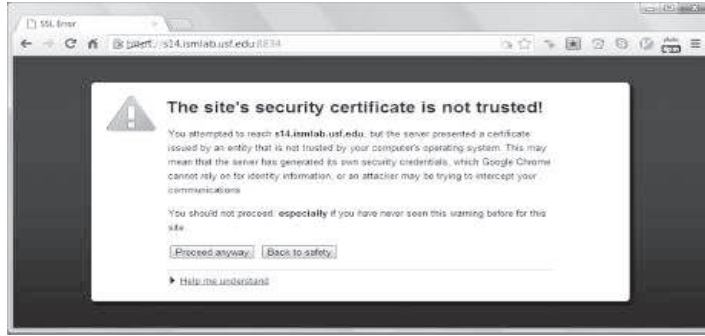 SSL Error
s14.ismlab.usf.edu:8834
The site's security certificate is not trusted!
You attempted to reach s14.ismlab.usf.edu, but the server presented a certificate
issued by an entity that is not trusted by your computer's operating system. This may
mean that the server has generated its own security credentials, which Google Chrome
cannot rely on for identity information, or an attacker may be trying to intercept your
communications.
You should not proceed, especially if you have never seen this warning before for this
site.
Proceed anyway Back to safety
Help me understand